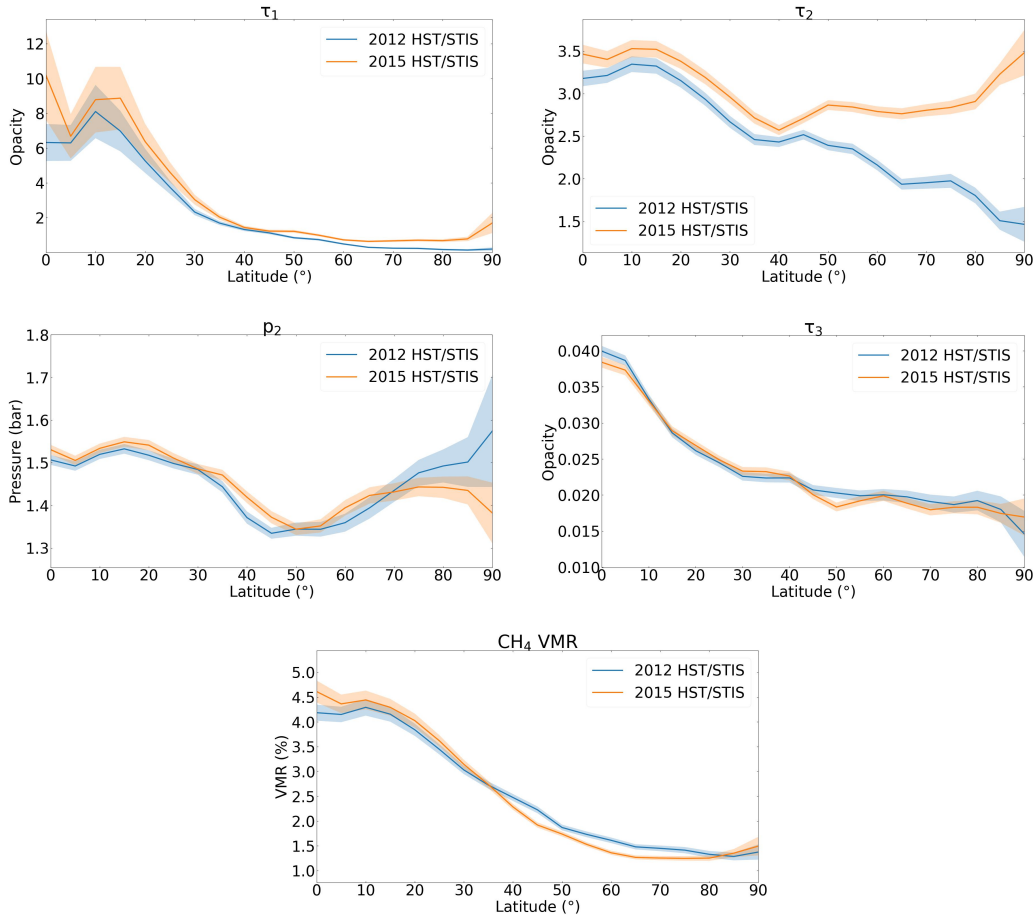 τ1 τ2
Opacity
12
10
8
6
4
2
0 10 20 30 40 50 60 70 80 90
Latitude (°)
2012 HST/STIS
2015 HST/STIS
Opacity
3.5
3.0
2.5
2.0
1.5
0 10 20 30 40 50 60 70 80 90
Latitude (°)
2012 HST/STIS
2015 HST/STIS
p2 τ3
Pressure (bar)
1.8
1.7
1.6
1.5
1.4
1.3
0 10 20 30 40 50 60 70 80 90
Latitude (°)
2012 HST/STIS
2015 HST/STIS
Opacity
0.040
0.035
0.030
0.025
0.020
0.015
0.010
0 10 20 30 40 50 60 70 80 90
Latitude (°)
2012 HST/STIS
2015 HST/STIS
CH4 VMR
VMR (%)
5.0
4.5
4.0
3.5
3.0
2.5
2.0
1.5
1.0
0 10 20 30 40 50 60 70 80 90
Latitude (°)
2012 HST/STIS
2015 HST/STIS